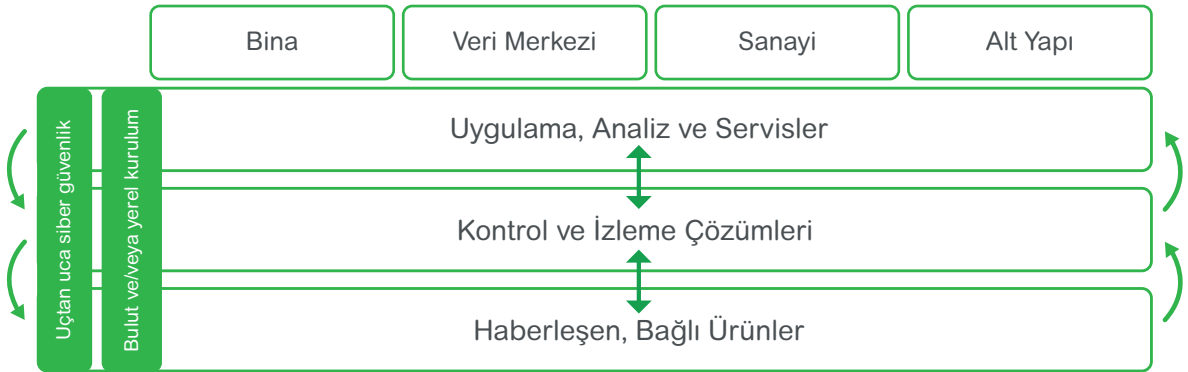 Bina
Veri Merkezi
Sanayi
Alt Yapı
Uçtan uca siber güvenlik
Bulut ve/veya yerel kurulum
Uygulama, Analiz ve Servisler
Kontrol ve İzleme Çözümleri
Haberleşen, Bağlı Ürünler